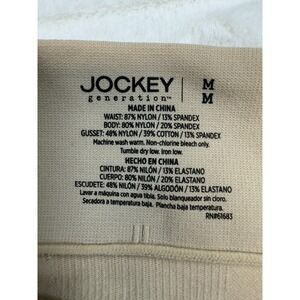 JOCKEY M
generation™ M
MADE IN CHINA
WAIST: 87% NYLON / 13% SPANDEX
BODY: 80% NYLON / 20% SPANDEX
GUSSET: 48% NYLON / 39% COTTON / 13% SPANDEX
Machine wash warm. Non-chlorine bleach only.
Tumble dry low. Iron low.
HECHO EN CHINA
CINTURA: 87% NILÓN / 13% ELASTANO
CUERPO: 80% NILÓN / 20% ELASTANO
ESCUDETE: 48% NILÓN / 39% ALGODÓN / 13% ELASTANO
Lavar a máquina con agua tibia. Solo blanqueador sin cloro.
Secadora a temperatura baja. Plancha baja temperatura.
RN#61683